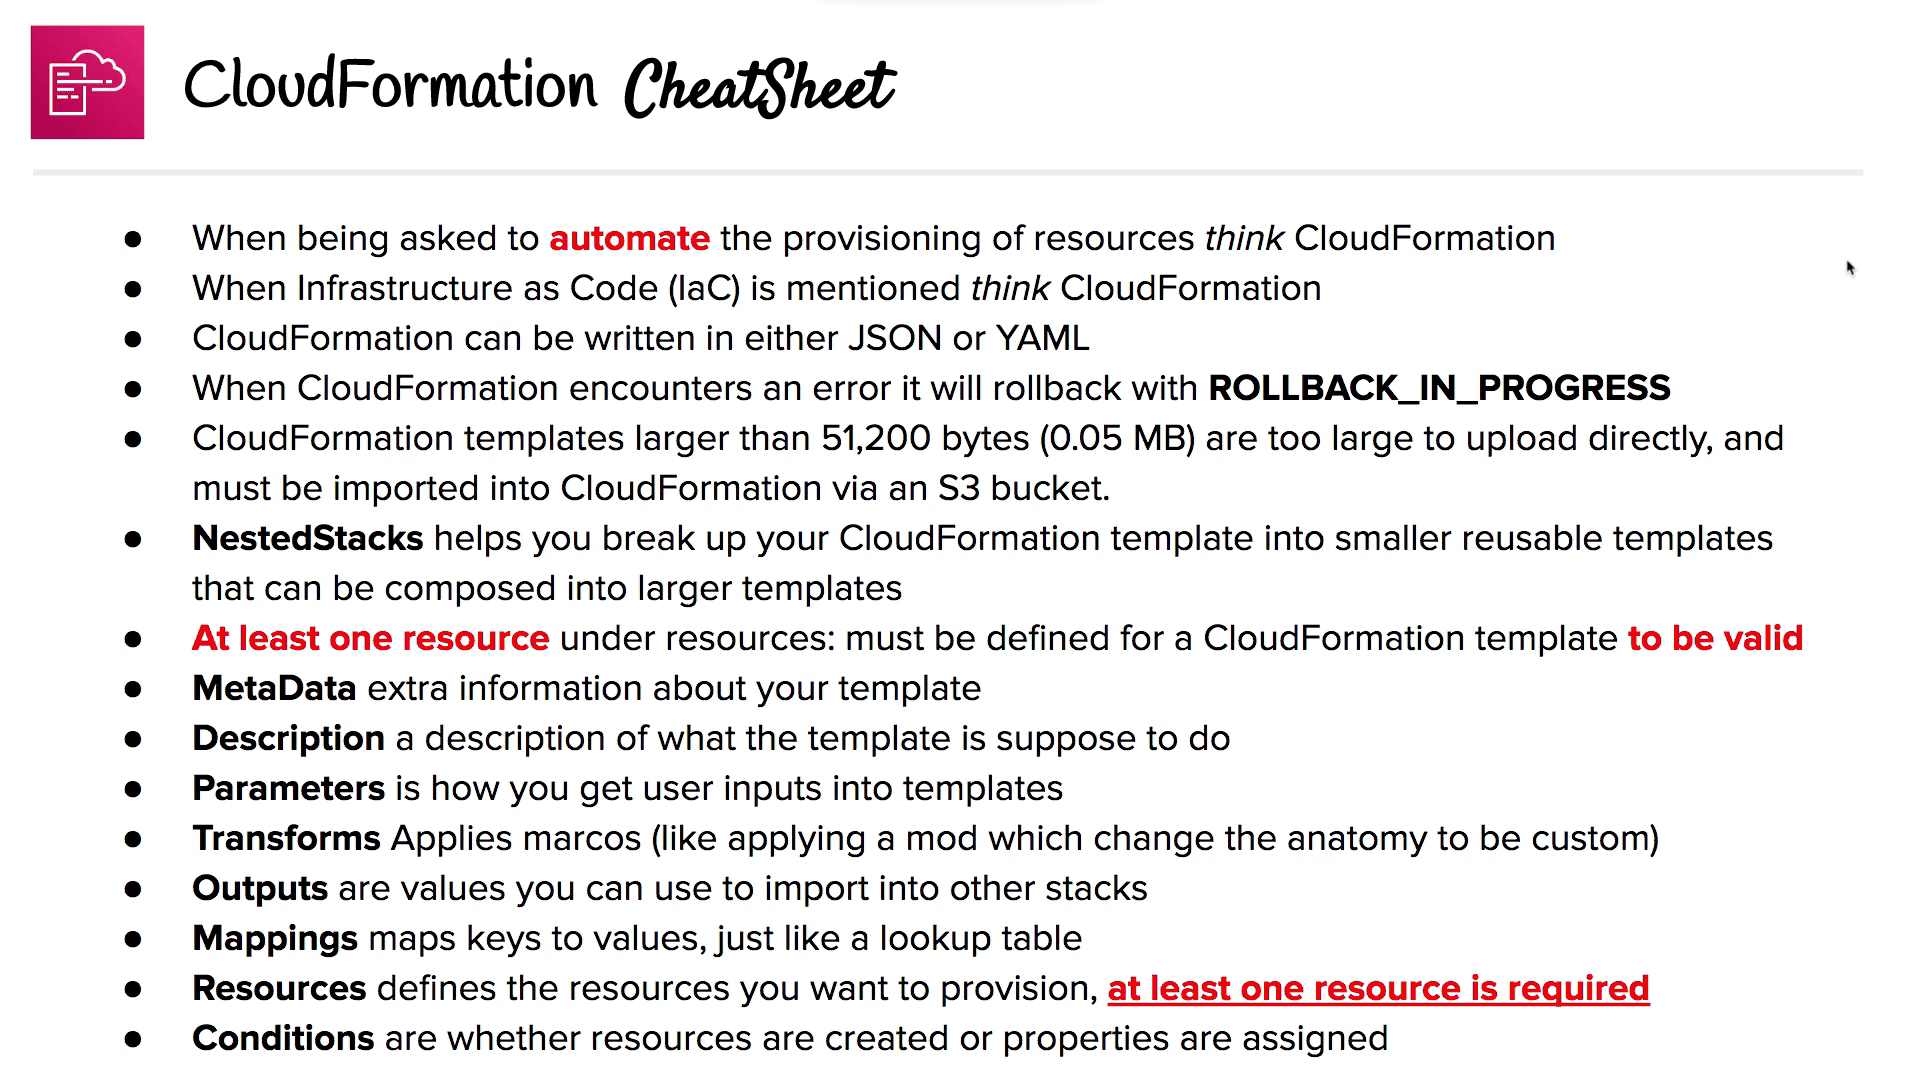 CloudFormation CheatSheet
● When being asked to automate the provisioning of resources think CloudFormation
● When Infrastructure as Code (IaC) is mentioned think CloudFormation
● CloudFormation can be written in either JSON or YAML
● When CloudFormation encounters an error it will rollback with ROLLBACK_IN_PROGRESS
● CloudFormation templates larger than 51,200 bytes (0.05 MB) are too large to upload directly, and
must be imported into CloudFormation via an S3 bucket.
● NestedStacks helps you break up your CloudFormation template into smaller reusable templates
that can be composed into larger templates
● At least one resource under resources: must be defined for a CloudFormation template to be valid
● MetaData extra information about your template
● Description a description of what the template is suppose to do
● Parameters is how you get user inputs into templates
● Transforms Applies marcos (like applying a mod which change the anatomy to be custom)
● Outputs are values you can use to import into other stacks
● Mappings maps keys to values, just like a lookup table
● Resources defines the resources you want to provision, at least one resource is required
● Conditions are whether resources are created or properties are assigned